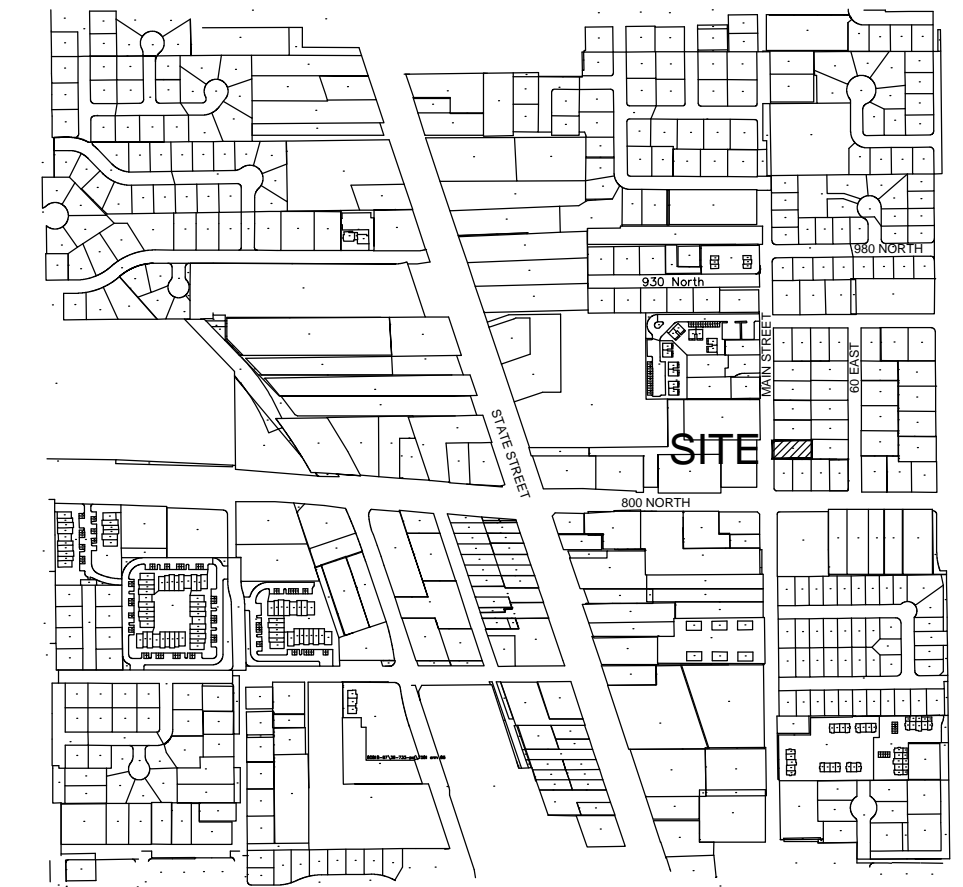 980 NORTH
930 North
MAIN STREET
60 EAST
STATE STREET
SITE
800 NORTH